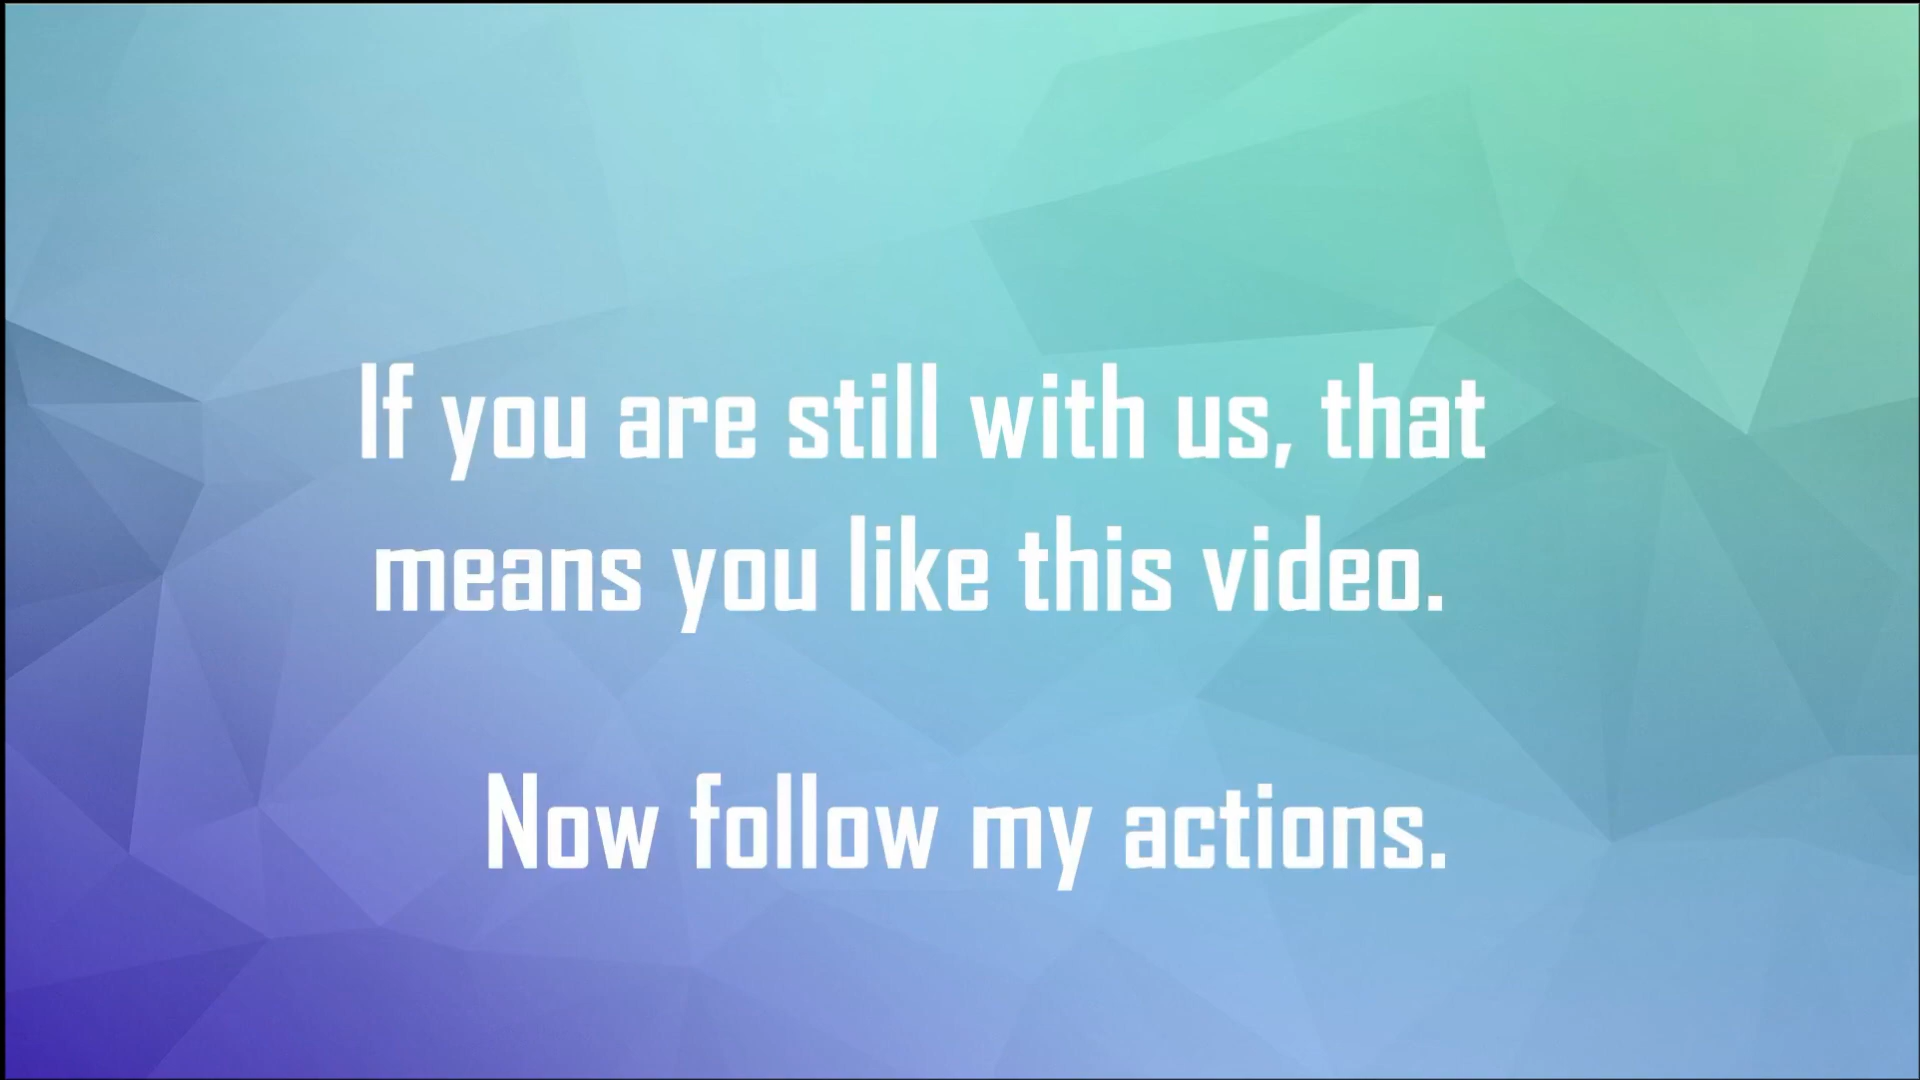 If you are still with us, that
means you like this video.
Now follow my actions.